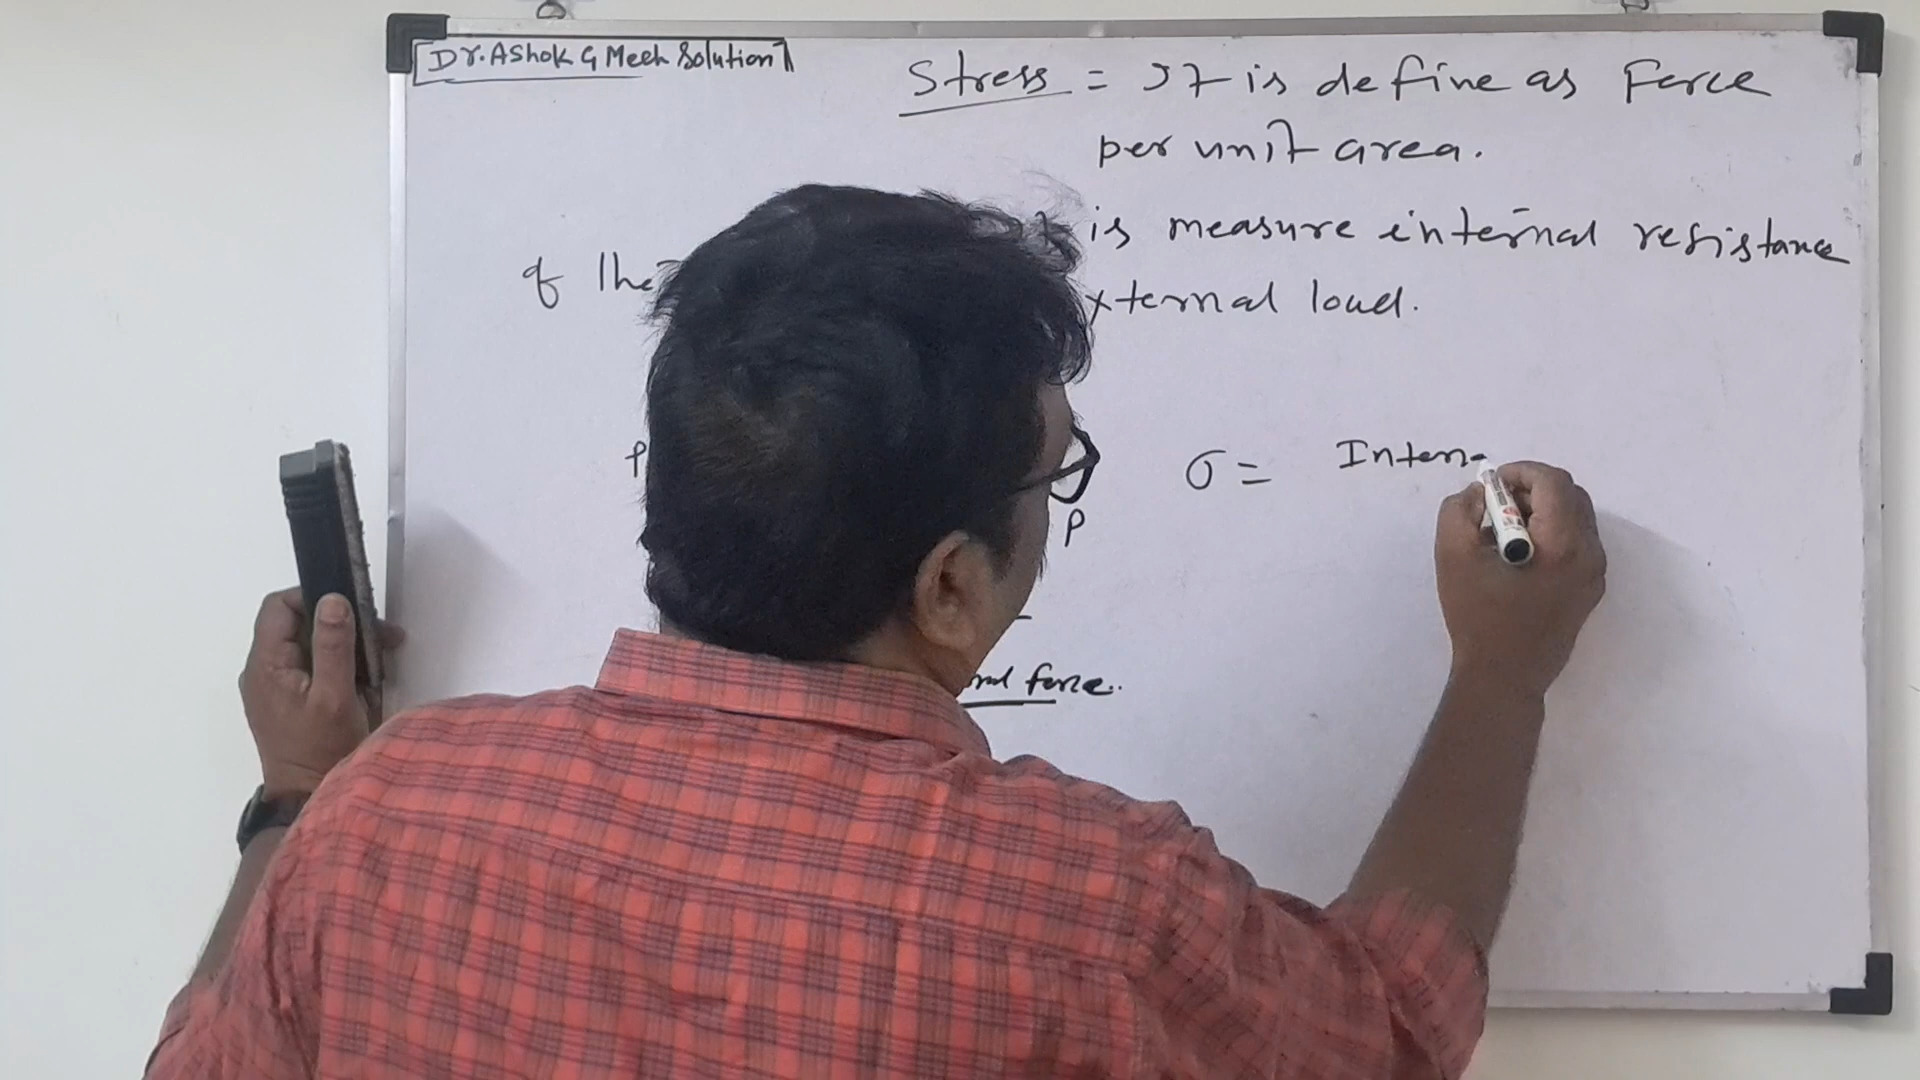 Dr. Ashok G Mech Solution
Stress = It is define as Force
per unit area.
is measure internal resistance
of the xternal load.
P σ = Intern
P
force..